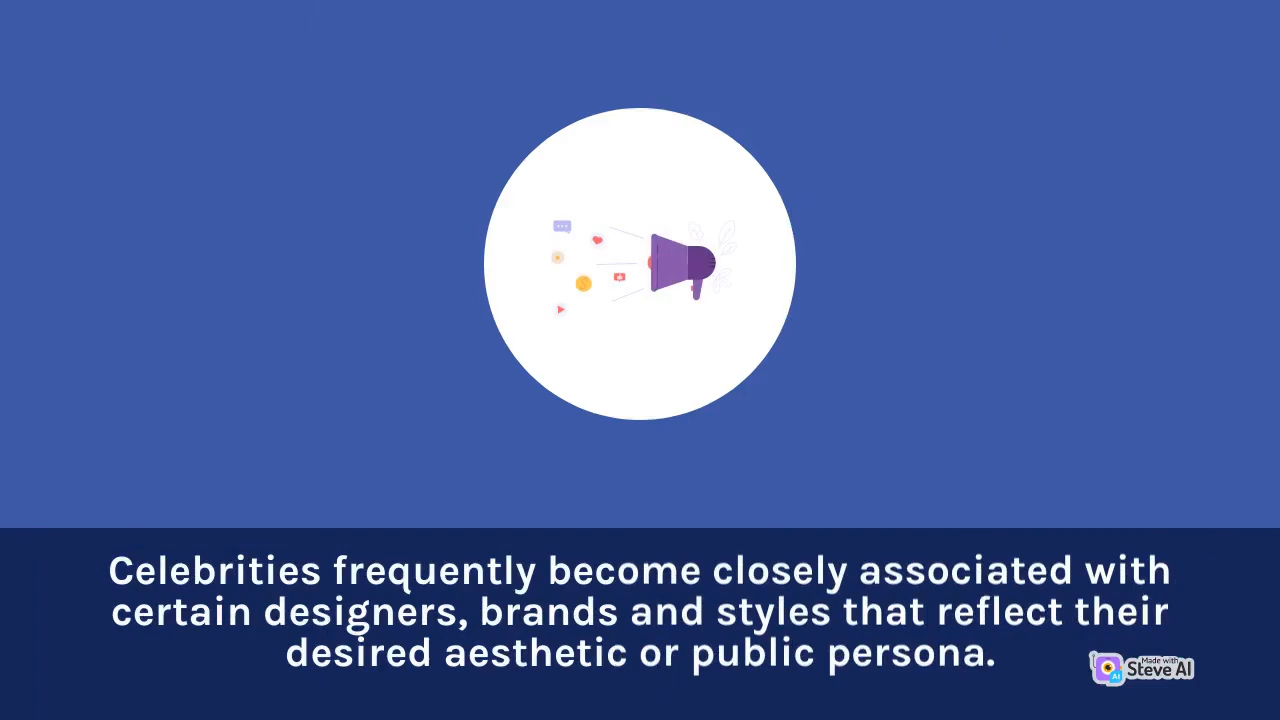 Celebrities frequently become closely associated with
certain designers, brands and styles that reflect their
desired aesthetic or public persona.
Made with
Steve AI
AI